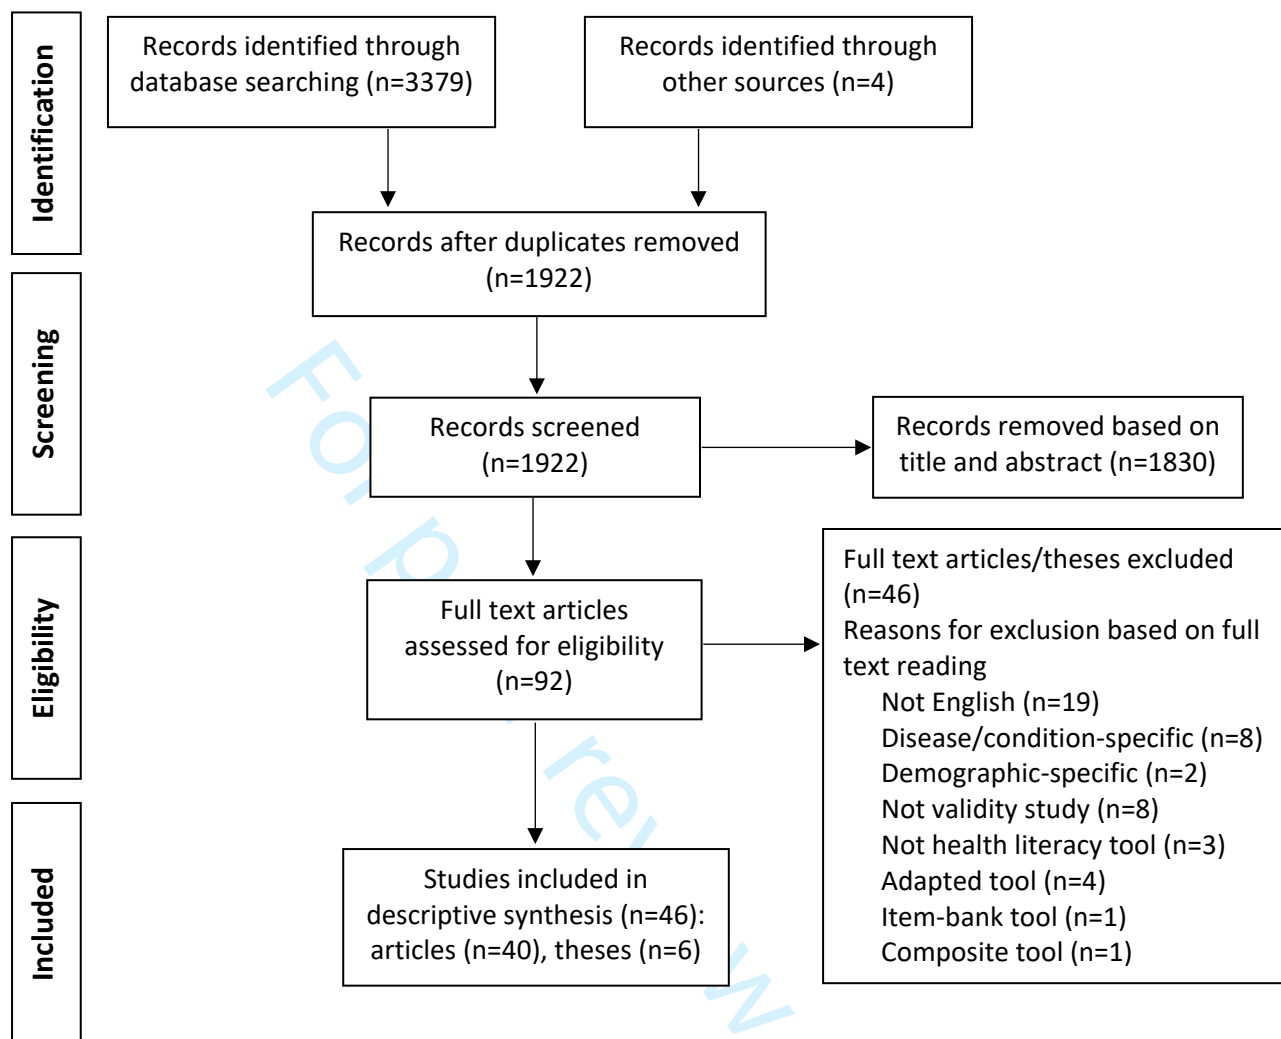 Identification
Records identified through
database searching (n=3379)
Records identified through
other sources (n=4)
Records after duplicates removed
(n=1922)
Screening
Records screened
(n=1922)
Records removed based on
title and abstract (n=1830)
Eligibility
Full text articles
assessed for eligibility
(n=92)
Full text articles/theses excluded
(n=46)
Reasons for exclusion based on full
text reading
Not English (n=19)
Disease/condition-specific (n=8)
Demographic-specific (n=2)
Not validity study (n=8)
Not health literacy tool (n=3)
Adapted tool (n=4)
Item-bank tool (n=1)
Composite tool (n=1)
Included
Studies included in
descriptive synthesis (n=46):
articles (n=40), theses (n=6)
For
review